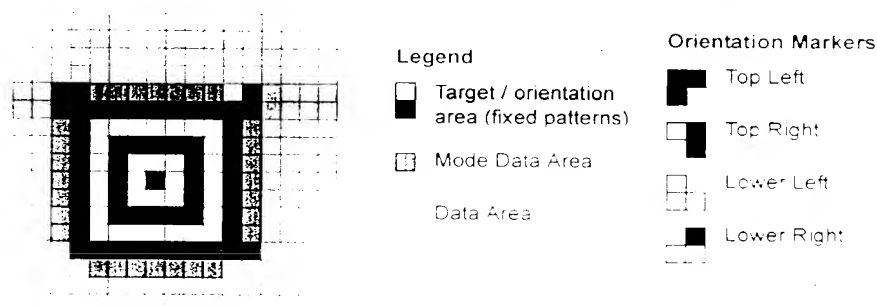 Legend
Target / orientation
area (fixed patterns)
Mode Data Area
Data Area
Orientation Markers
Top Left
Top Right
Lower Left
Lower Right